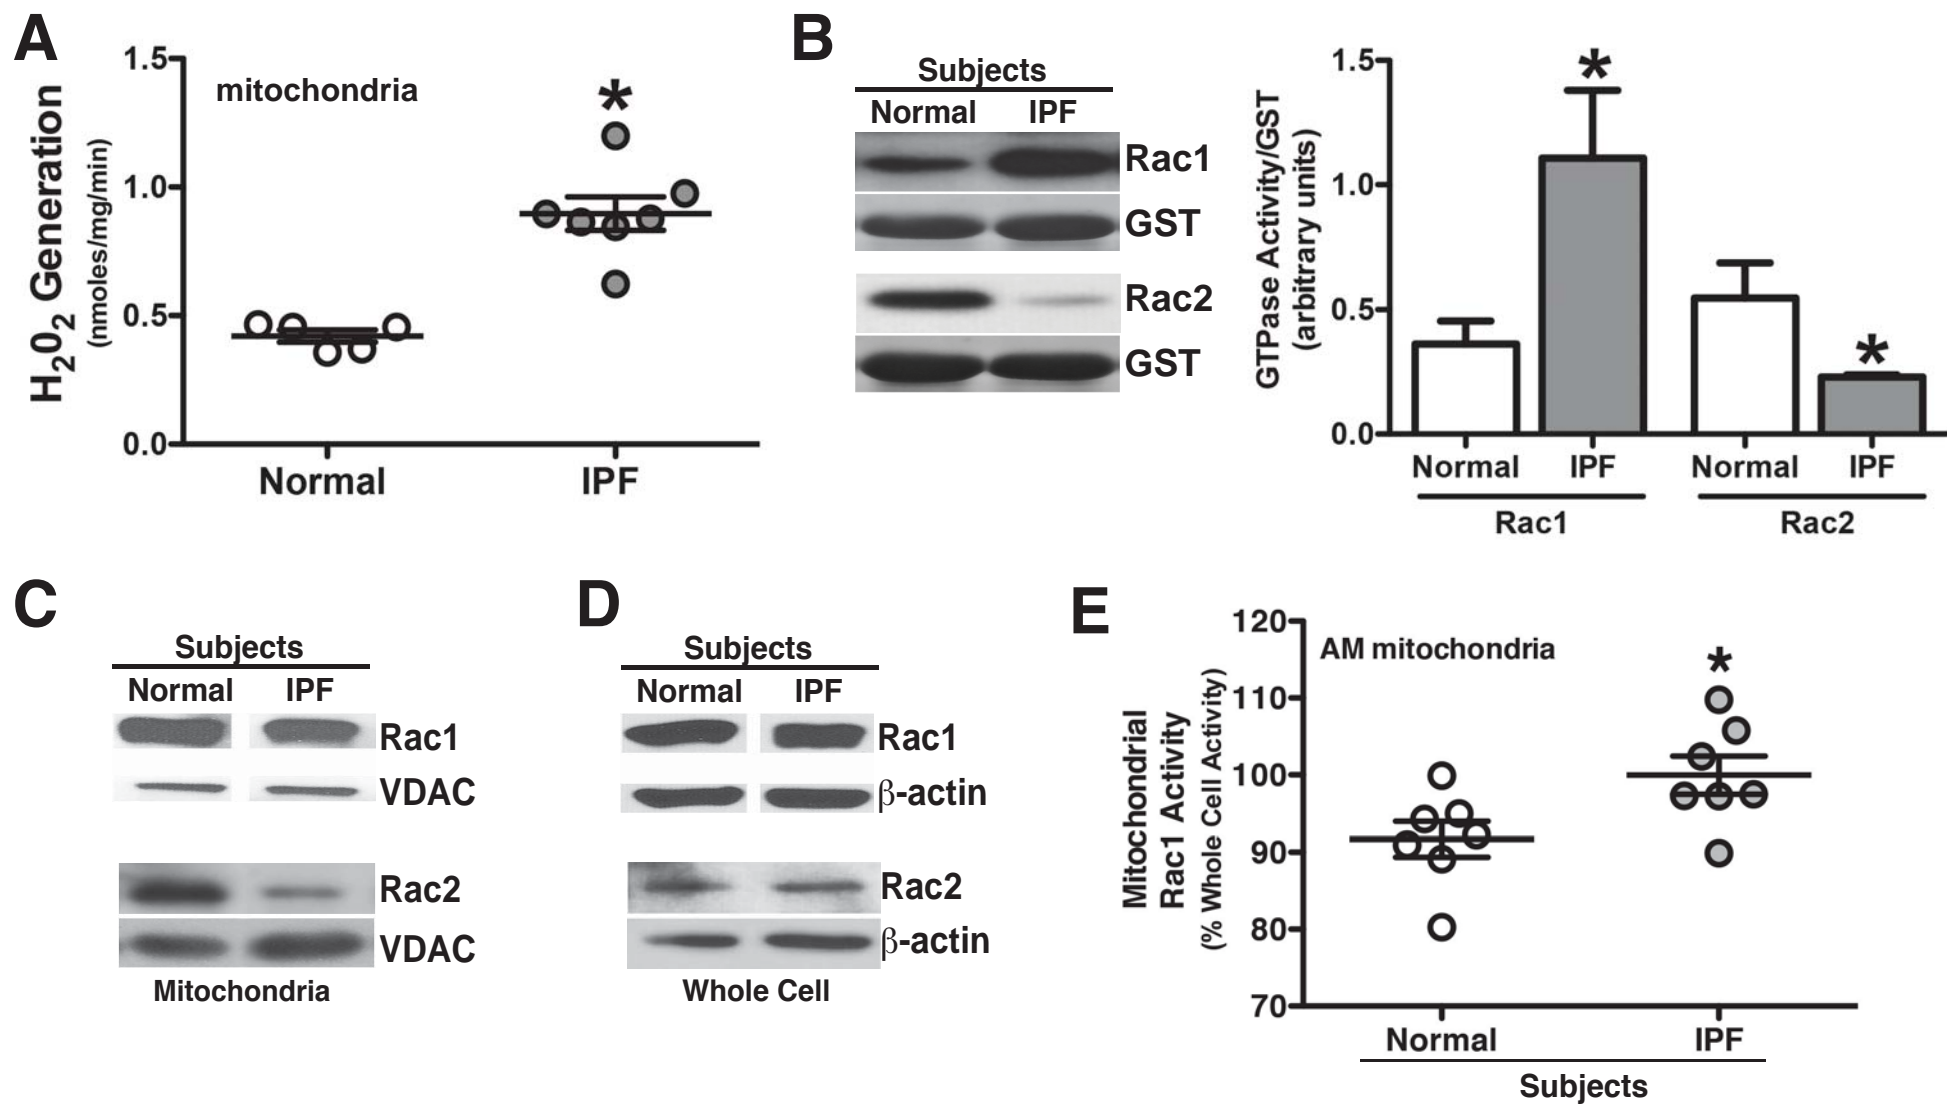 A
H₂0₂ Generation
(nmoles/mg/min)
1.5
1.0
0.5
0.0
mitochondria
*
Normal
IPF
B
Subjects
Normal IPF
Rac1
GST
Rac2
GST
GTPase Activity/GST
(arbitrary units)
1.5
1.0
0.5
0.0
*
*
Normal IPF Normal IPF
Rac1 Rac2
C
Subjects
Normal IPF
Rac1
VDAC
Rac2
VDAC
Mitochondria
D
Subjects
Normal IPF
Rac1
β-actin
Rac2
β-actin
Whole Cell
E
Mitochondrial
Rac1 Activity
(% Whole Cell Activity)
120
110
100
90
80
70
AM mitochondria
*
Normal IPF
Subjects